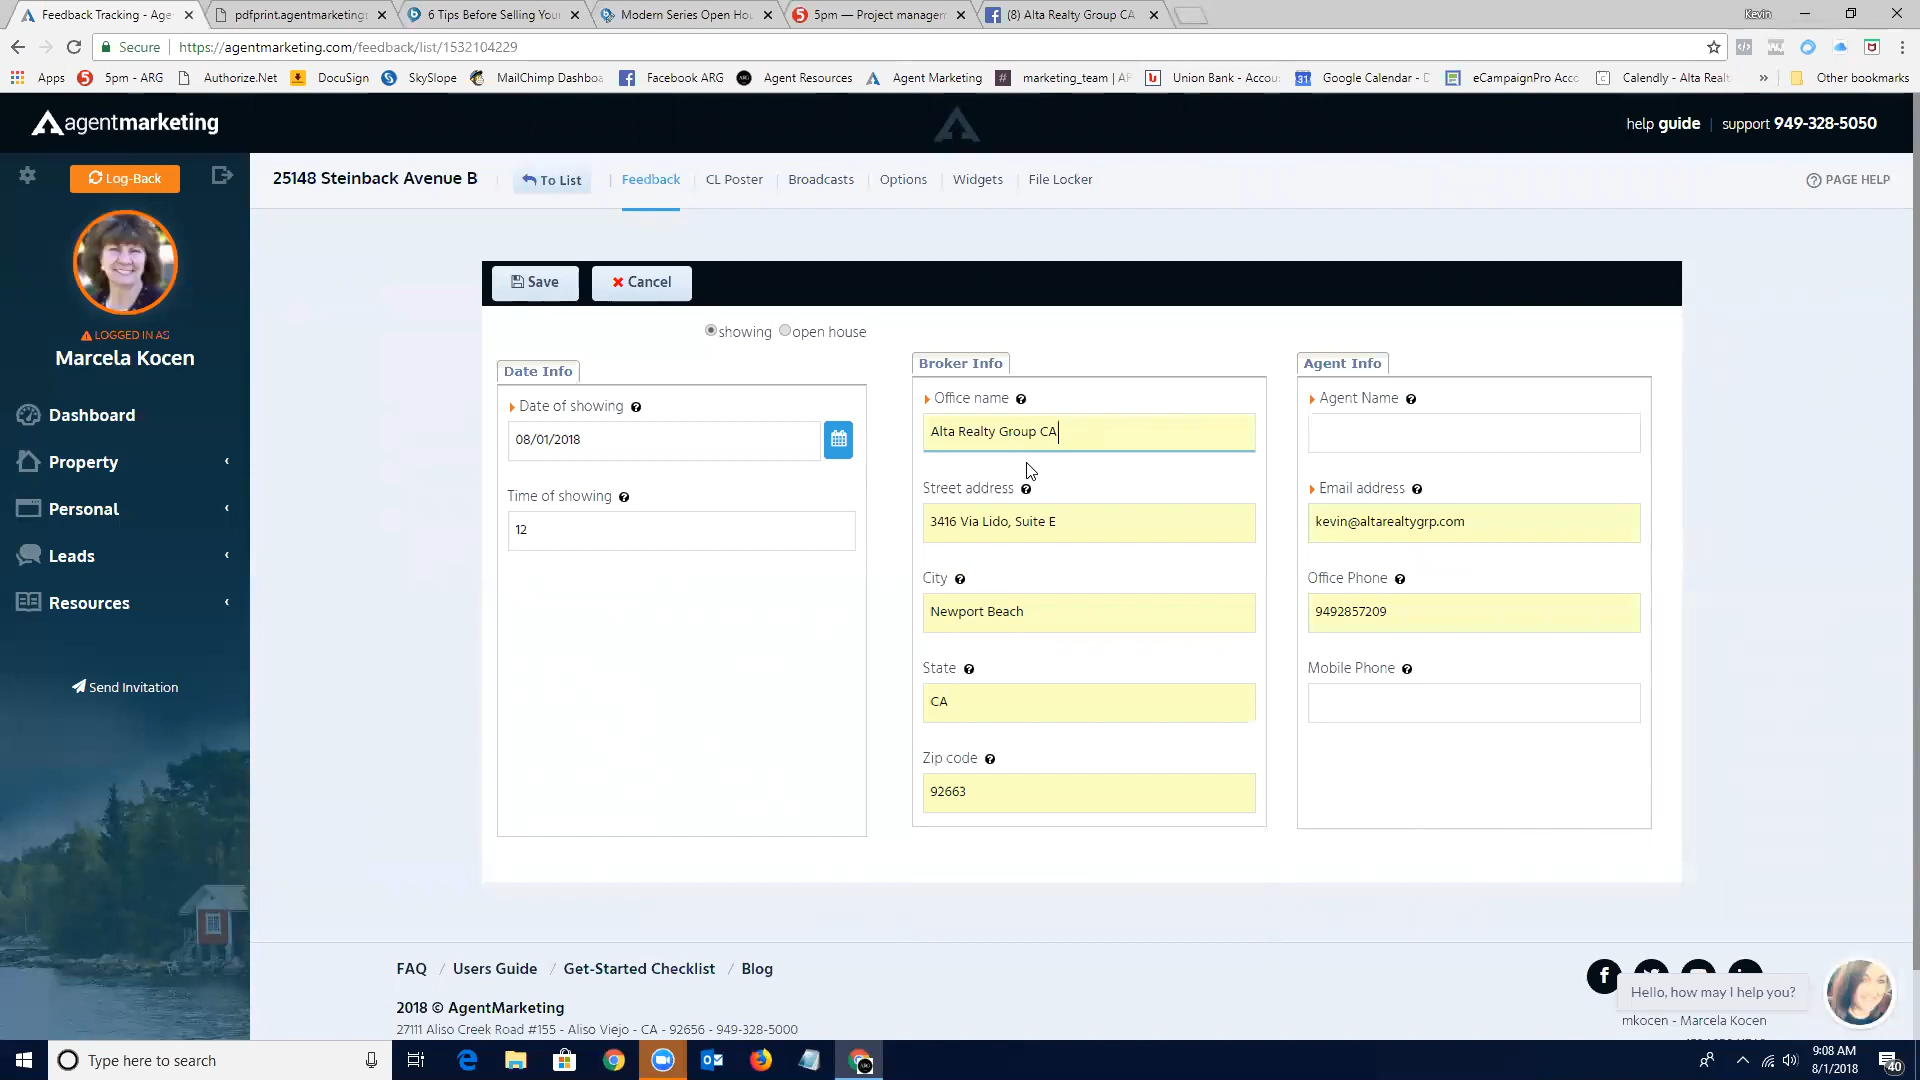 Feedback Tracking - Age
pdfprint.agentmarketing
6 Tips Before Selling You
Modern Series Open Ho
5pm — Project managem
(8) Alta Realty Group CA
Kevin
Secure
https://agentmarketing.com/feedback/list/1532104229
Apps
5pm - ARG
Authorize.Net
DocuSign
SkySlope
MailChimp Dashboa
Facebook ARG
Agent Resources
Agent Marketing
marketing_team | AR
Union Bank - Accou
Google Calendar - D
eCampaignPro Acco
Calendly - Alta Realt
»
Other bookmarks
agentmarketing
help guide | support 949-328-5050
Log-Back
25148 Steinback Avenue B
To List
Feedback
CL Poster
Broadcasts
Options
Widgets
File Locker
PAGE HELP
LOGGED IN AS
Marcela Kocen
Dashboard
Property
Personal
Leads
Resources
Send Invitation
Save
Cancel
showing
open house
Date Info
Date of showing
08/01/2018
Time of showing
12
Broker Info
Office name
Alta Realty Group CA
Street address
3416 Via Lido, Suite E
City
Newport Beach
State
CA
Zip code
92663
Agent Info
Agent Name
Email address
kevin@altarealtygrp.com
Office Phone
9492857209
Mobile Phone
FAQ / Users Guide / Get-Started Checklist / Blog
2018 © AgentMarketing
27111 Aliso Creek Road #155 - Aliso Viejo - CA - 92656 - 949-328-5000
Hello, how may I help you?
mkocen - Marcela Kocen
Type here to search
9:08 AM
8/1/2018
40